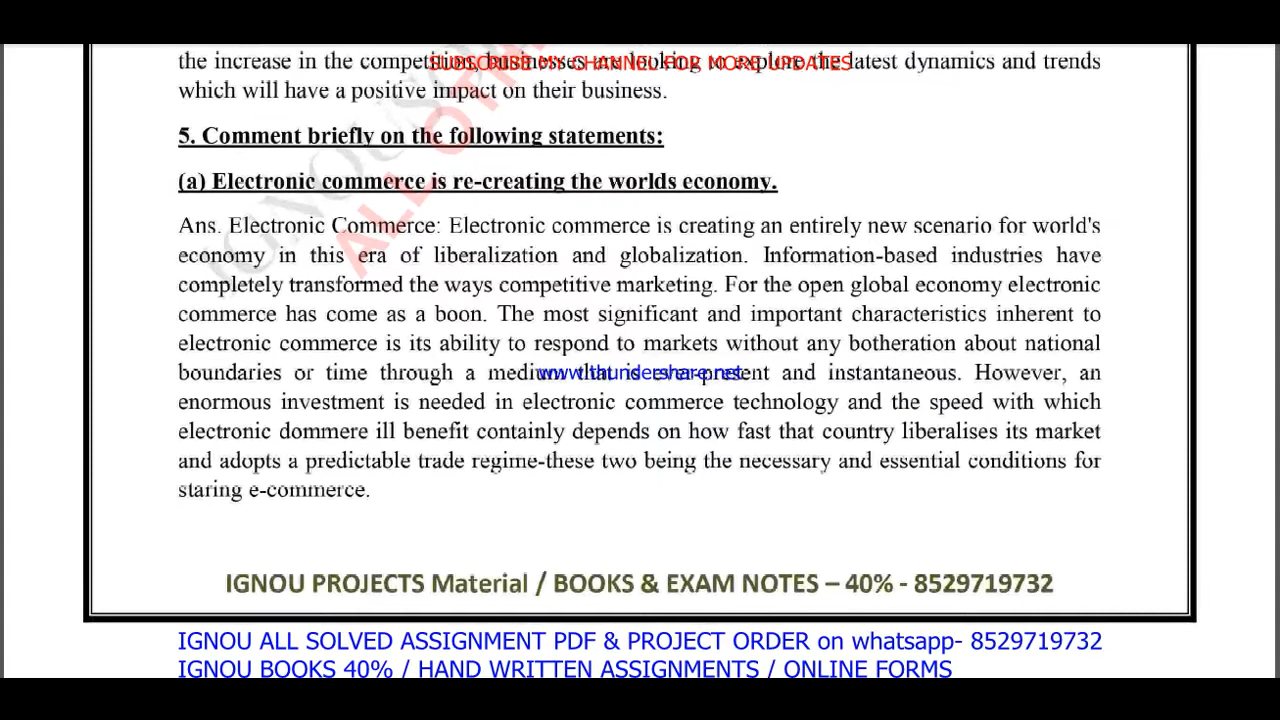 the increase in the competition, businesses are looking to explore the latest dynamics and trends
SUBSCRIBE MY CHANNEL FOR MORE UPDATES
which will have a positive impact on their business.
5. Comment briefly on the following statements:
(a) Electronic commerce is re-creating the worlds economy.
Ans. Electronic Commerce: Electronic commerce is creating an entirely new scenario for world's
economy in this era of liberalization and globalization. Information-based industries have
completely transformed the ways competitive marketing. For the open global economy electronic
commerce has come as a boon. The most significant and important characteristics inherent to
electronic commerce is its ability to respond to markets without any botheration about national
boundaries or time through a medium that is ever-present and instantaneous. However, an
www.thundershare.net
enormous investment is needed in electronic commerce technology and the speed with which
electronic dommere ill benefit containly depends on how fast that country liberalises its market
and adopts a predictable trade regime-these two being the necessary and essential conditions for
staring e-commerce.
IGNOU PROJECTS Material / BOOKS & EXAM NOTES – 40% - 8529719732
IGNOU ALL SOLVED ASSIGNMENT PDF & PROJECT ORDER on whatsapp- 8529719732
IGNOU BOOKS 40% / HAND WRITTEN ASSIGNMENTS / ONLINE FORMS